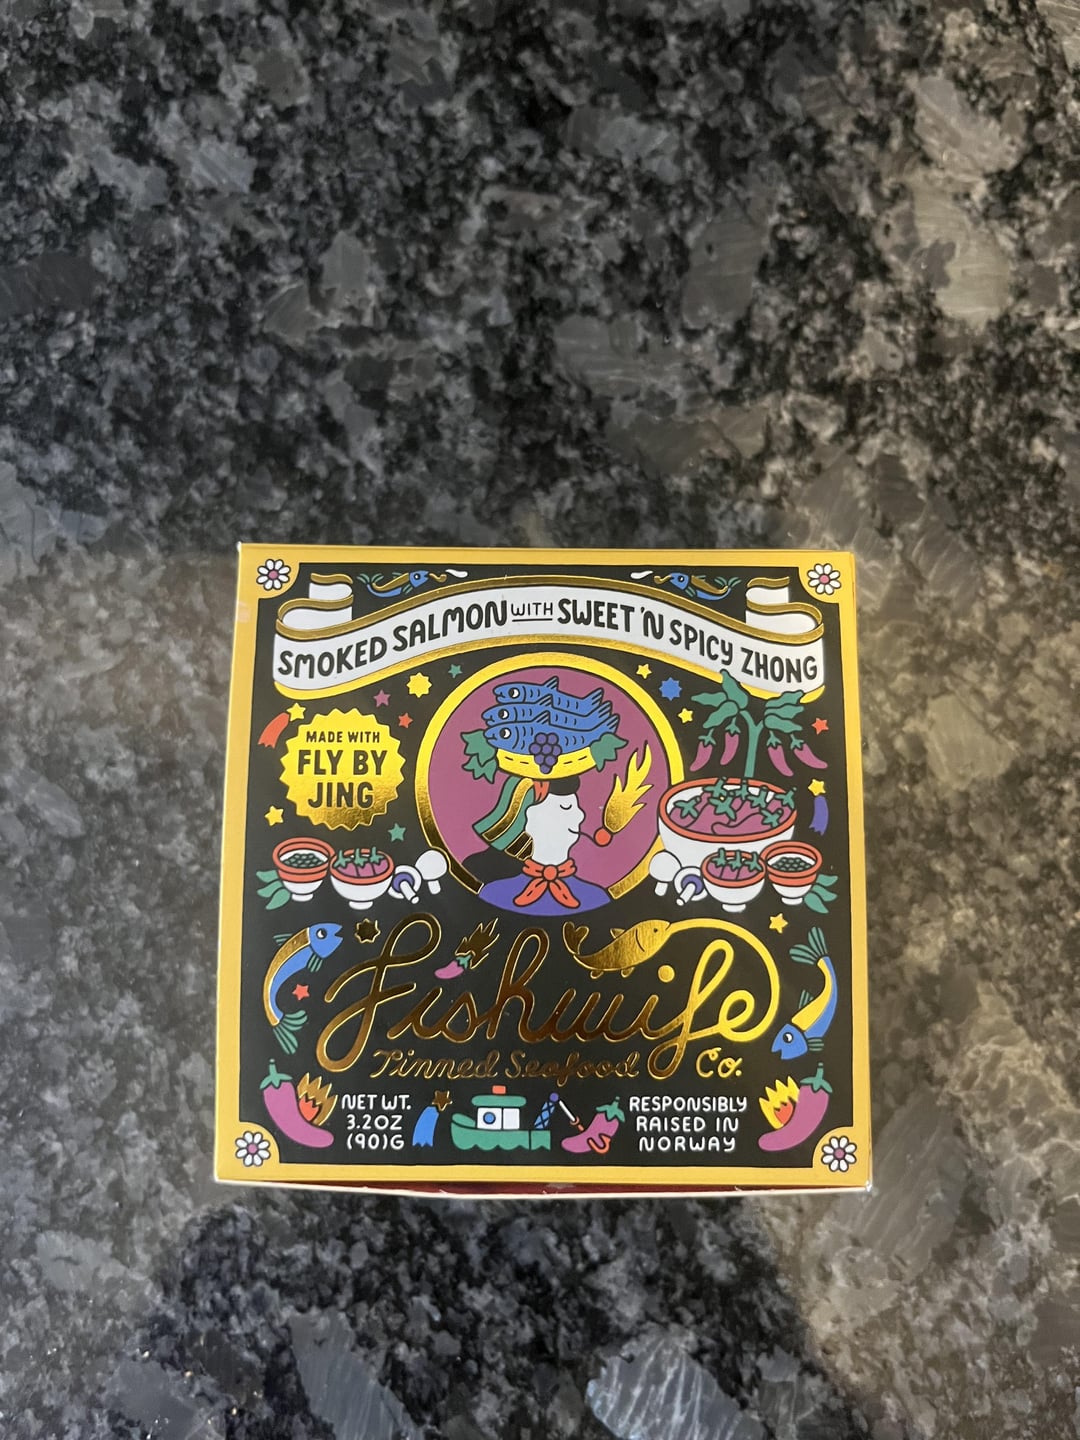 SMOKED SALMON WITH SWEET 'N SPICY ZHONG
MADE WITH
FLY BY
JING
Fishwife
Tinned Seafood Co.
NET WT.
3.2OZ
(90)G
RESPONSIBLY
RAISED IN
NORWAY